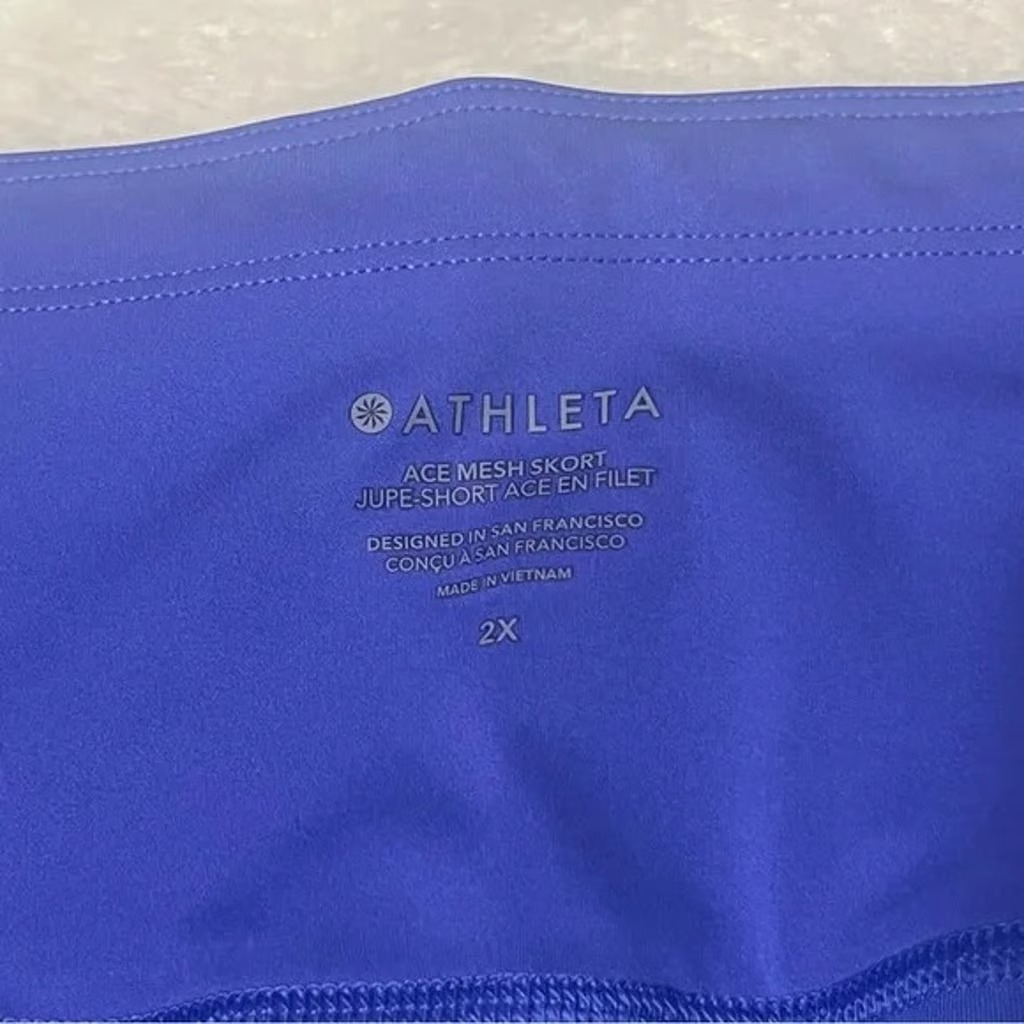 ATHLETA
ACE MESH SKORT
JUPE-SHORT ACE EN FILET
DESIGNED IN SAN FRANCISCO
CONÇU À SAN FRANCISCO
MADE IN VIETNAM
2X